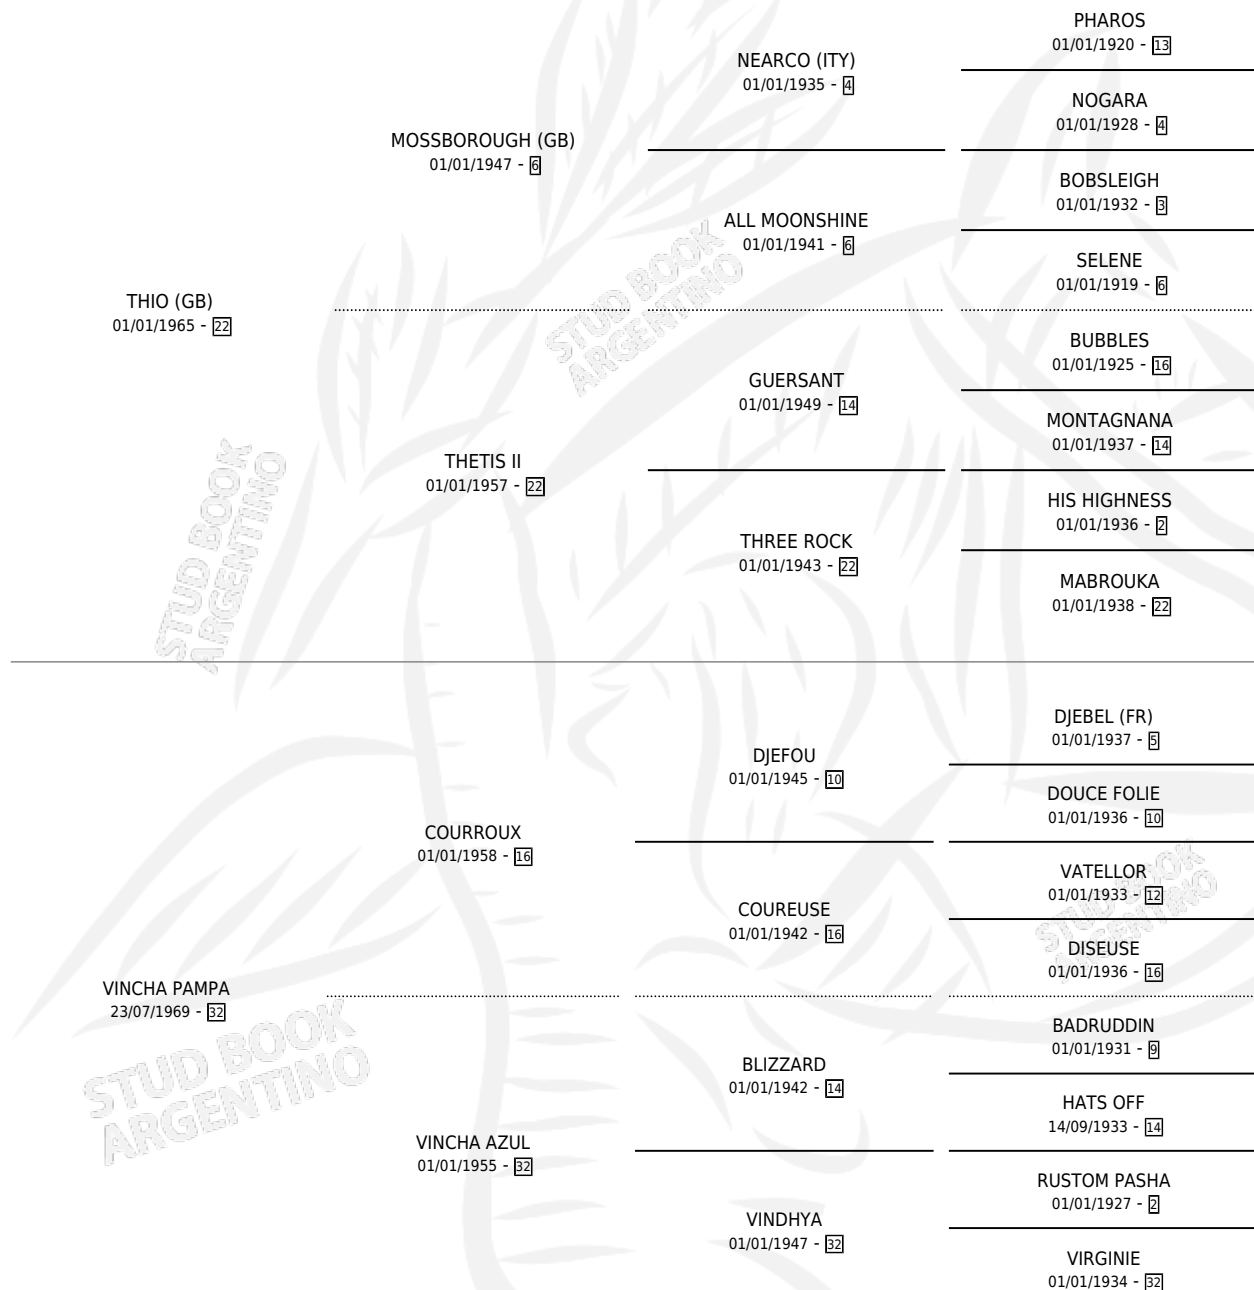 PHAROS
01/01/1920 - 13
NEARCO (ITY)
01/01/1935 - 4
NOGARA
01/01/1928 - 4
MOSSBOROUGH (GB)
01/01/1947 - 6
BOBSLEIGH
01/01/1932 - 3
ALL MOONSHINE
01/01/1941 - 6
SELENE
01/01/1919 - 6
THIO (GB)
01/01/1965 - 22
STUD BOOK
ARGENTINO
BUBBLES
01/01/1925 - 16
GUERSANT
01/01/1949 - 14
MONTAGNANA
01/01/1937 - 14
THETIS II
01/01/1957 - 22
HIS HIGHNESS
01/01/1936 - 2
THREE ROCK
01/01/1943 - 22
MABROUKA
01/01/1938 - 22
STUD BOOK
ARGENTINO
DJEBEL (FR)
01/01/1937 - 5
DJEFOU
01/01/1945 - 10
DOUCE FOLIE
01/01/1936 - 10
COURROUX
01/01/1958 - 16
VATELLOR
01/01/1933 - 12
COUREUSE
01/01/1942 - 16
DISEUSE
01/01/1936 - 16
STUD BOOK
ARGENTINO
VINCHA PAMPA
23/07/1969 - 32
STUD BOOK
ARGENTINO
BADRUDDIN
01/01/1931 - 9
BLIZZARD
01/01/1942 - 14
HATS OFF
14/09/1933 - 14
VINCHA AZUL
01/01/1955 - 32
RUSTOM PASHA
01/01/1927 - 2
VINDHYA
01/01/1947 - 32
VIRGINIE
01/01/1934 - 32